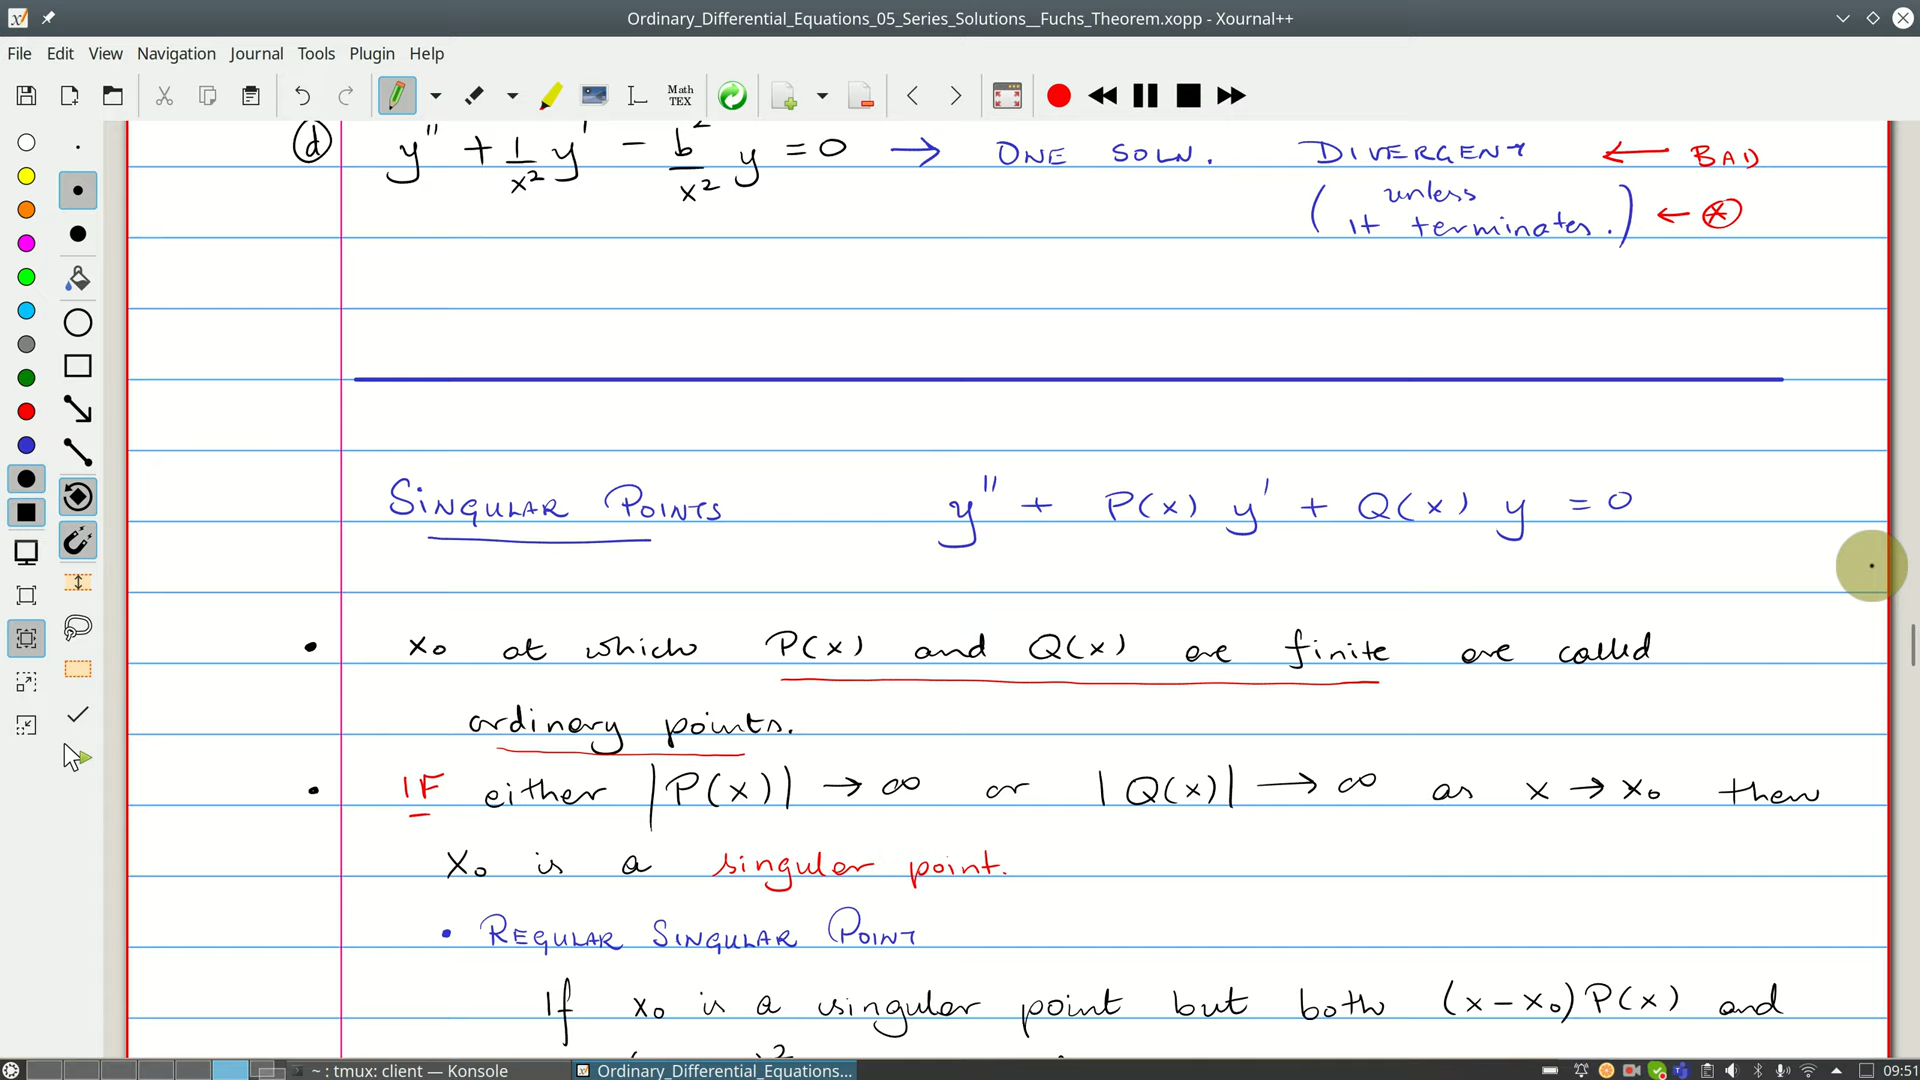 Ordinary_Differential_Equations_05_Series_Solutions__Fuchs_Theorem.xopp - Xournal++
File Edit View Navigation Journal Tools Plugin Help
Math TEX
(d) y'' + 1/x² y' - b²/x² y = 0 → ONE SOLN. DIVERGENT ← BAD
( unless
it terminates. ) ← ⊗
SINGULAR POINTS y'' + P(x) y' + Q(x) y = 0
• x₀ at which P(x) and Q(x) are finite are called
ordinary points.
• IF either |P(x)| → ∞ or |Q(x)| → ∞ as x → x₀ then
x₀ is a singular point.
• REGULAR SINGULAR POINT
If x₀ is a singular point but both (x-x₀)P(x) and
~ : tmux: client — Konsole Ordinary_Differential_Equations... 09:51